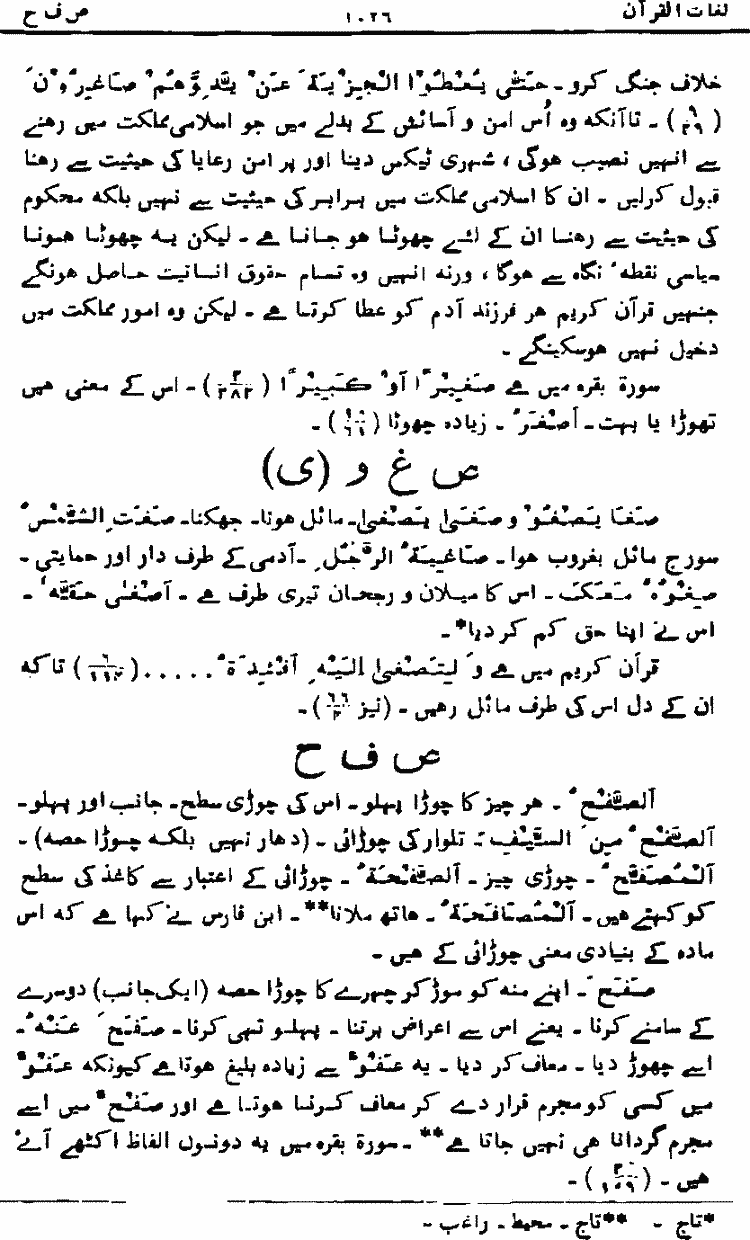 لغات القرآن ۱۰۲۶ ص ف ح
خلاف جنگ کرو ۔ حَتّٰی یُعْطُوْا الْجِزْیَةَ عَنْ یَّدٍ وَّهُمْ صَاغِرُوْنَ
(۹/۲۹) ۔ تاآنکہ وہ اُس امن و آسائش کے بدلے میں جو اسلامی مملکت میں رہنے
سے انہیں نصیب ہوگی ، شہری ٹیکس دینا اور پر امن رعایا کی حیثیت سے رہنا
قبول کرلیں ۔ ان کا اسلامی مملکت میں برابر کی حیثیت سے نہیں بلکہ محکوم
کی حیثیت سے رہنا ان کے لئے چھوٹا ہو جانا ہے ۔ لیکن یہ چھوٹا ہونا
سیاسی نقطہٴ نگاہ سے ہوگا ، ورنہ انہیں وہ تمام حقوق انسانیت حاصل ہونگے
جنہیں قرآن کریم ہر فرزند آدم کو عطا کرتا ہے ۔ لیکن وہ امور مملکت میں
دخیل نہیں ہوسکینگے ۔
سورۃ بقرہ میں ہے صَغِیْرًا اَوْ کَبِیْرًا (۲/۲۸۲) ۔ اس کے معنی ہیں
تھوڑا یا بہت ۔ اَصْغَرُ ۔ زیادہ چھوٹا (۱۰/۶۱) ۔
ص غ و (ی)
صَغَا یَصْغُوْ و صَغَیٰ یَصْغیٰ ۔ مائل ہونا ۔ جھکنا ۔ صَغَتِ الشَّمْسُ
سورج مائل بغروب ہوا ۔ صَاغِیَةُ الرَّجُلِ ۔ آدمی کے طرف دار اور حمایتی ۔
صِغْوُہٗ مَعَکَ ۔ اس کا میلان و رجحان تیری طرف ہے ۔ اَصْغٰی حَقَّہٗ ۔
اس نے اپنا حق کم کر دیا* ۔
قرآن کریم میں ہے وَ لِتَصْغیٰ اِلَیْہِ اَفْئِدَۃُ ..... (۶/۱۱۴) تاکہ
ان کے دل اس کی طرف مائل رہیں ۔ (نیز ۶۶/۴) ۔
ص ف ح
اَلصَّفْحُ ۔ ہر چیز کا چوڑا پہلو ۔ اس کی چوڑی سطح ۔ جانب اور پہلو ۔
اَلصَّفْحُ مِنَ السَّیْفِ ۔ تلوار کی چوڑائی ۔ (دھار نہیں بلکہ چوڑا حصہ) ۔
اَلْمُصَفَّحُ ۔ چوڑی چیز ۔ اَلصَّفْحَةُ ۔ چوڑائی کے اعتبار سے کاغذ کی سطح
کو کہتے ہیں ۔ اَلْمُصَافَحَةُ ۔ ہاتھ ملانا** ۔ ابن فارس نے کہا ہے کہ اس
مادہ کے بنیادی معنی چوڑائی کے ہیں ۔
صَفَحَ ۔ اپنے منہ کو موڑ کر چہرے کا چوڑا حصہ (ایک جانب) دوسرے
کے سامنے کرنا ۔ یعنے اس سے اعراض برتنا ۔ پہلو تہی کرنا ۔ صَفَحَ عَنْہُ ۔
اسے چھوڑ دیا ۔ معاف کر دیا ۔ یہ عَفْوٌ سے زیادہ بلیغ ہوتا ہے کیونکہ عَفْوٌ
میں کسی کو مجرم قرار دے کر معاف کرنا ہوتا ہے اور صَفْحٌ میں اسے
مجرم گردانا ہی نہیں جاتا ہے** ۔ سورۃ بقرہ میں یہ دونوں الفاظ اکٹھے آئے
ہیں ۔ (۲/۱۰۹) ۔
*تاج ۔ **تاج ۔ محیط ۔ راغب ۔